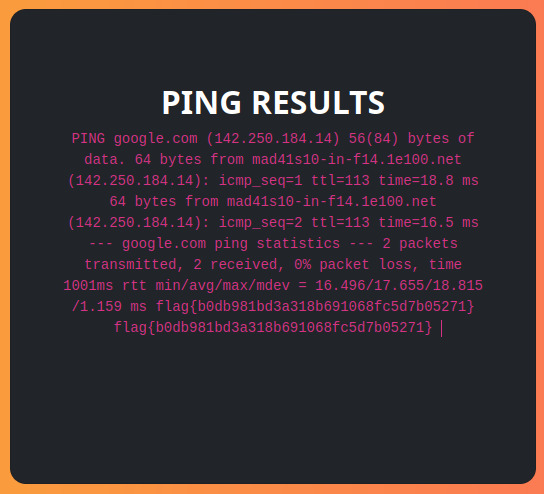 PING RESULTS
PING google.com (142.250.184.14) 56(84) bytes of
data. 64 bytes from mad41s10-in-f14.1e100.net
(142.250.184.14): icmp_seq=1 ttl=113 time=18.8 ms
64 bytes from mad41s10-in-f14.1e100.net
(142.250.184.14): icmp_seq=2 ttl=113 time=16.5 ms
--- google.com ping statistics --- 2 packets
transmitted, 2 received, 0% packet loss, time
1001ms rtt min/avg/max/mdev = 16.496/17.655/18.815
/1.159 ms flag{b0db981bd3a318b691068fc5d7b05271}
flag{b0db981bd3a318b691068fc5d7b05271}